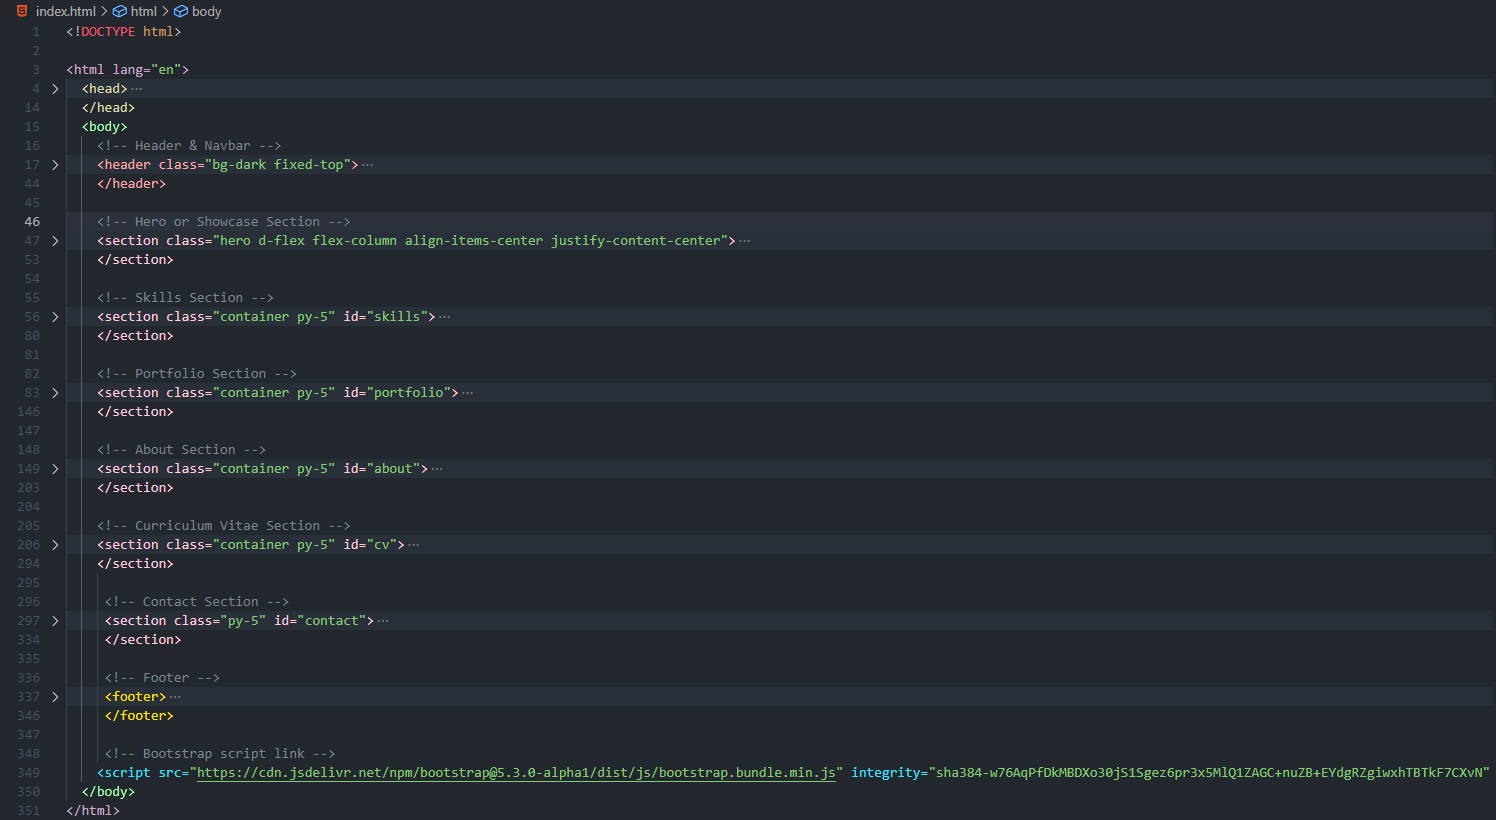 index.html > html > body
1 <!DOCTYPE html>
2
3 <html lang="en">
4 <head>···
14 </head>
15 <body>
16 <!-- Header & Navbar -->
17 <header class="bg-dark fixed-top">···
44 </header>
45
46 <!-- Hero or Showcase Section -->
47 <section class="hero d-flex flex-column align-items-center justify-content-center">···
53 </section>
54
55 <!-- Skills Section -->
56 <section class="container py-5" id="skills">···
80 </section>
81
82 <!-- Portfolio Section -->
83 <section class="container py-5" id="portfolio">···
146 </section>
147
148 <!-- About Section -->
149 <section class="container py-5" id="about">···
203 </section>
204
205 <!-- Curriculum Vitae Section -->
206 <section class="container py-5" id="cv">···
294 </section>
295
296 <!-- Contact Section -->
297 <section class="py-5" id="contact">···
334 </section>
335
336 <!-- Footer -->
337 <footer>···
346 </footer>
347
348 <!-- Bootstrap script link -->
349 <script src="https://cdn.jsdelivr.net/npm/bootstrap@5.3.0-alpha1/dist/js/bootstrap.bundle.min.js" integrity="sha384-w76AqPfDkMBDXo30jS1Sgez6pr3x5MlQ1ZAGC+nuZB+EYdgRZgiwxhTBTkF7CXvN"
350 </body>
351 </html>